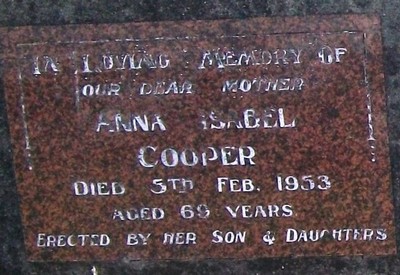 IN LOVING MEMORY OF
OUR DEAR MOTHER
ANNA ISABEL
COOPER
DIED 5TH FEB. 1953
AGED 69 YEARS
ERECTED BY HER SON & DAUGHTERS